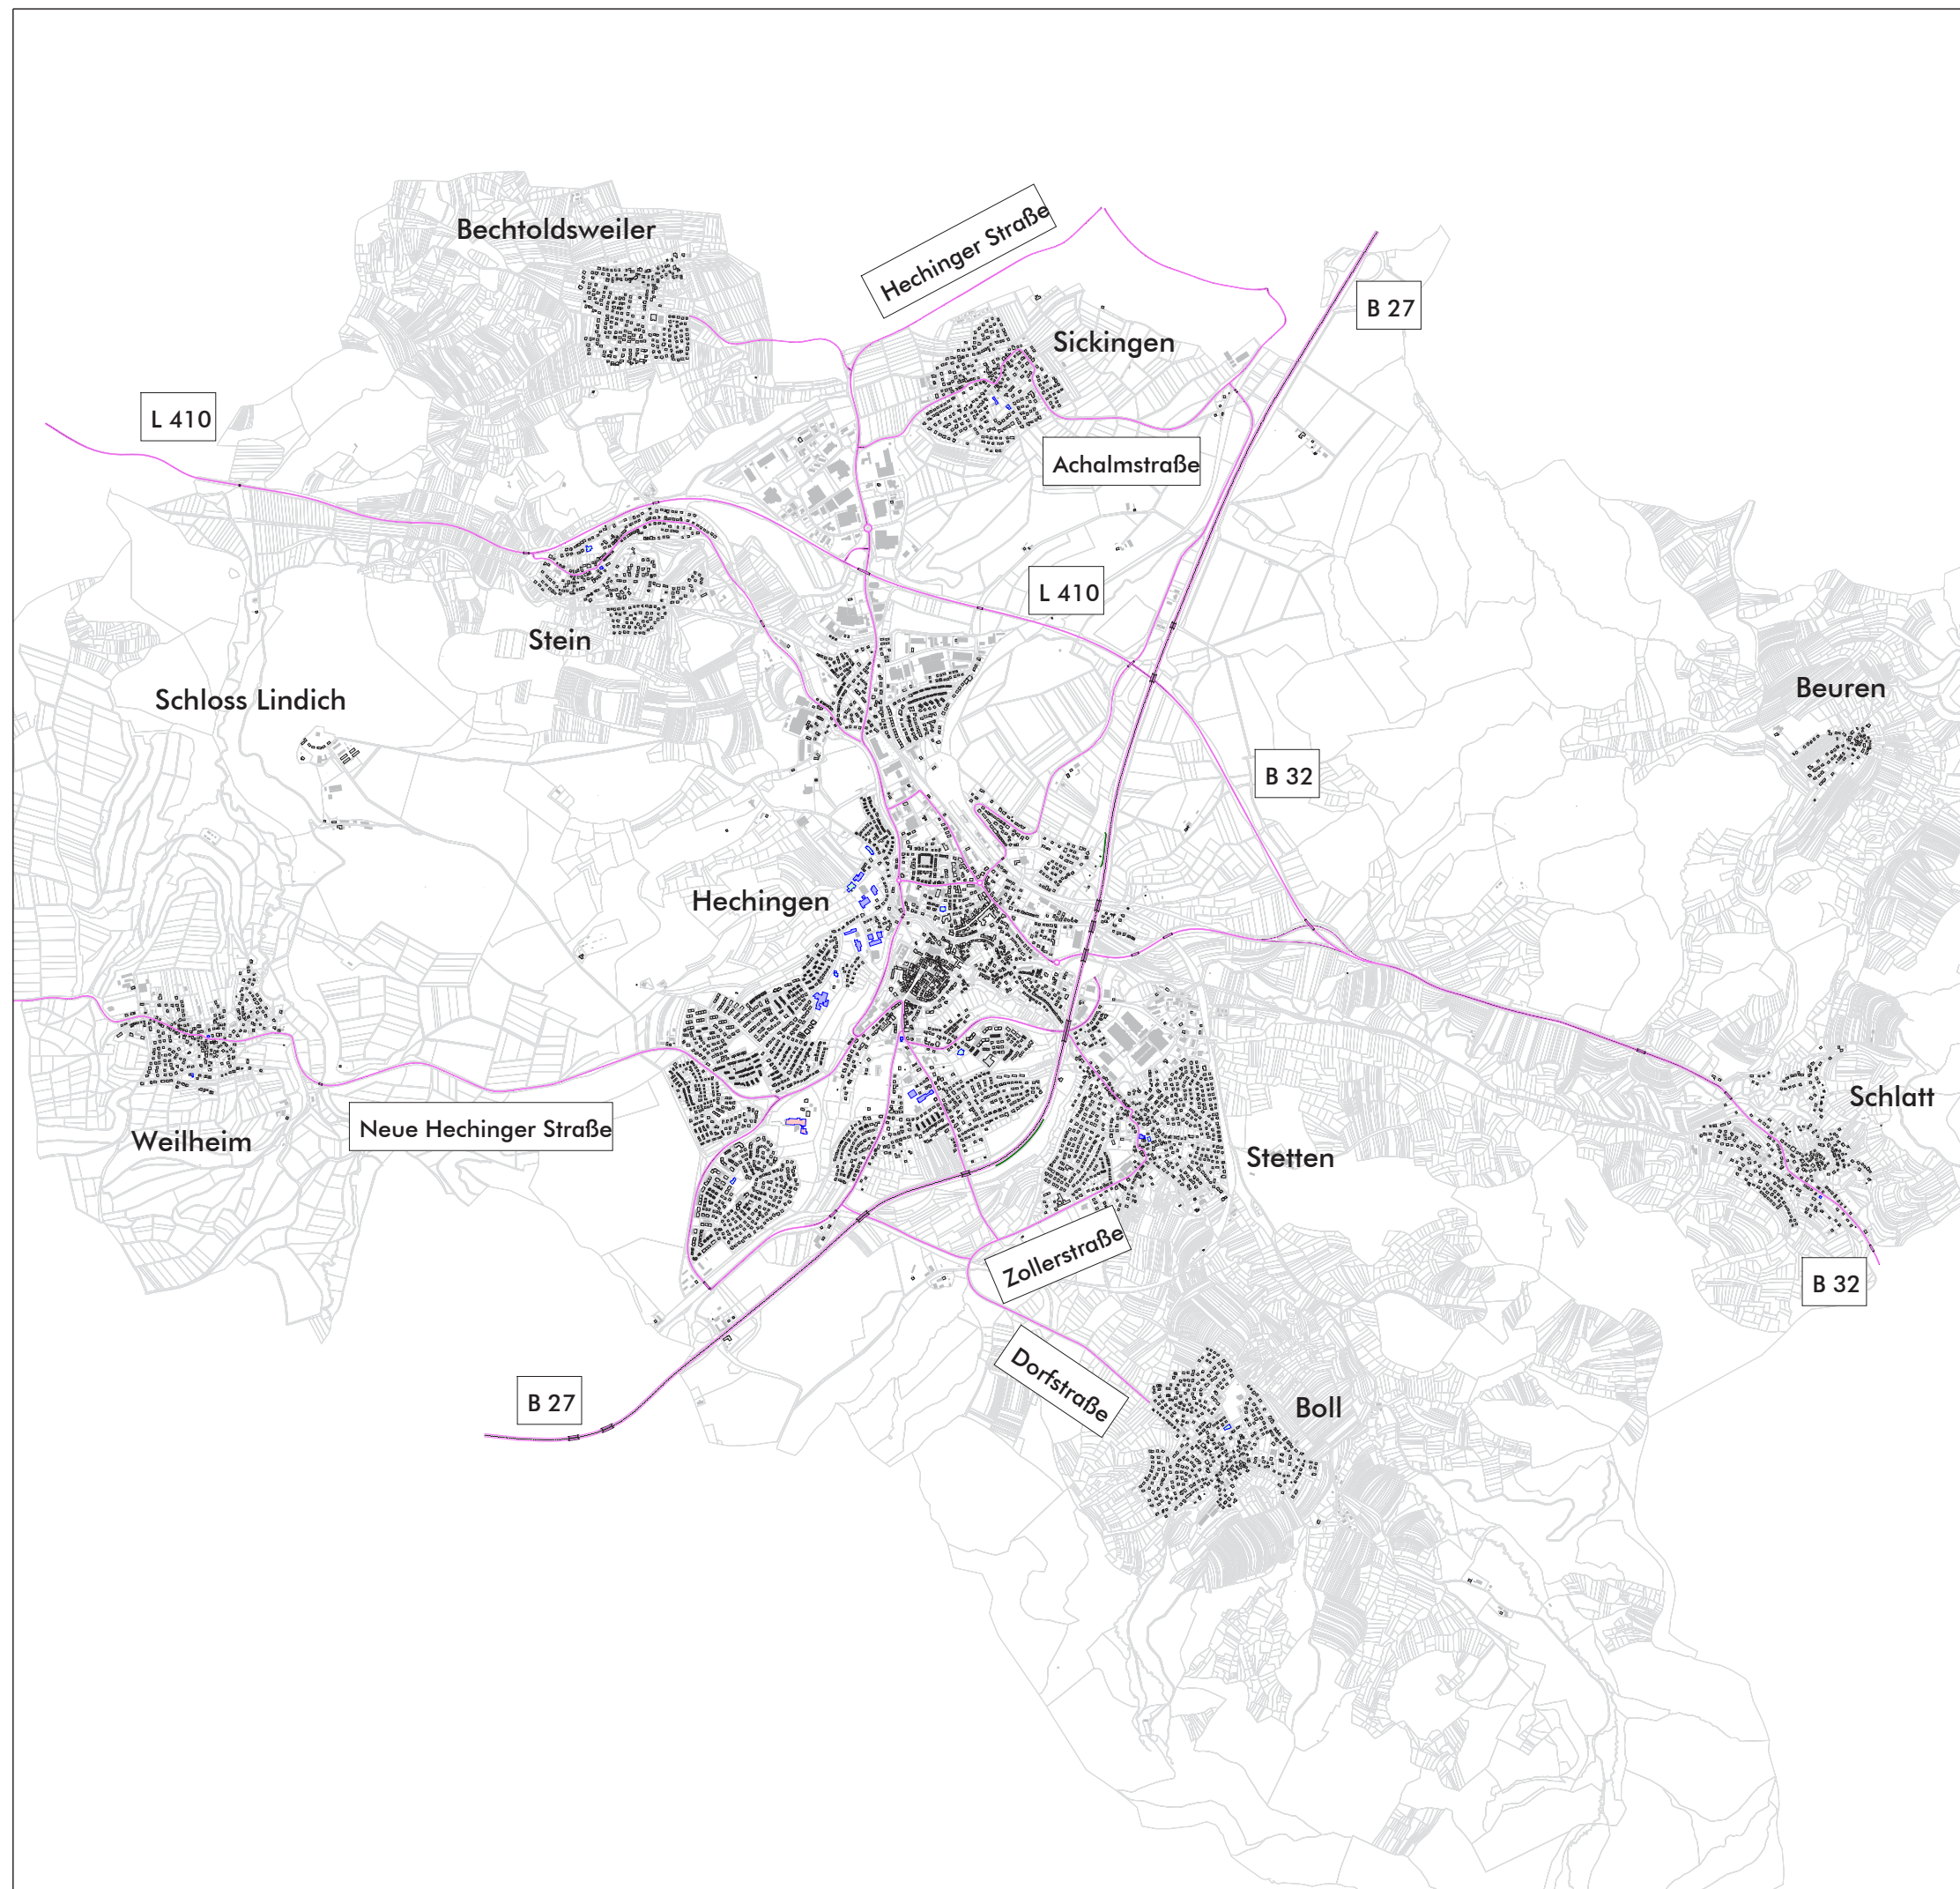 Bechtoldsweiler
Hechinger Straße
B 27
Sickingen
L 410
Achalmstraße
L 410
Stein
Schloss Lindich
Beuren
B 32
Hechingen
Schlatt
Neue Hechinger Straße
Weilheim
Stetten
Zollerstraße
B 32
Dorfstraße
B 27
Boll